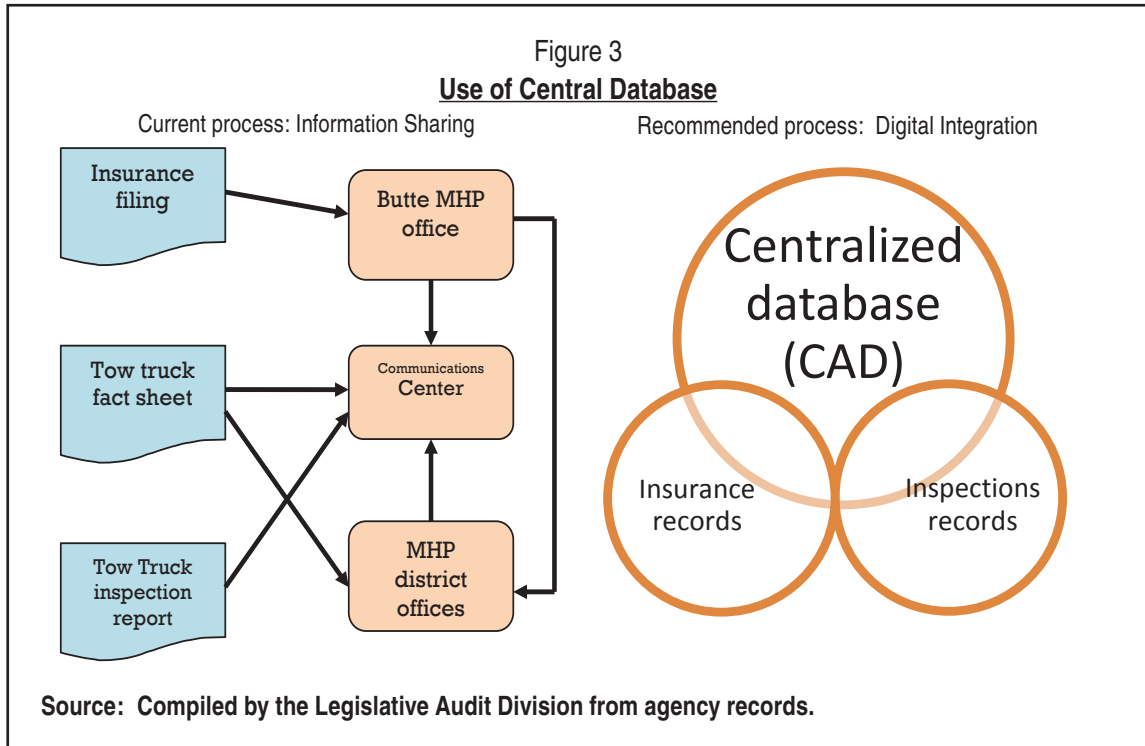 Figure 3
Use of Central Database
Current process: Information Sharing
Insurance
filing
Butte MHP
office
Tow truck
fact sheet
Communications
Center
Tow Truck
inspection
report
MHP
district
offices
Recommended process: Digital Integration
Centralized
database
(CAD)
Insurance
records
Inspections
records
Source: Compiled by the Legislative Audit Division from agency records.